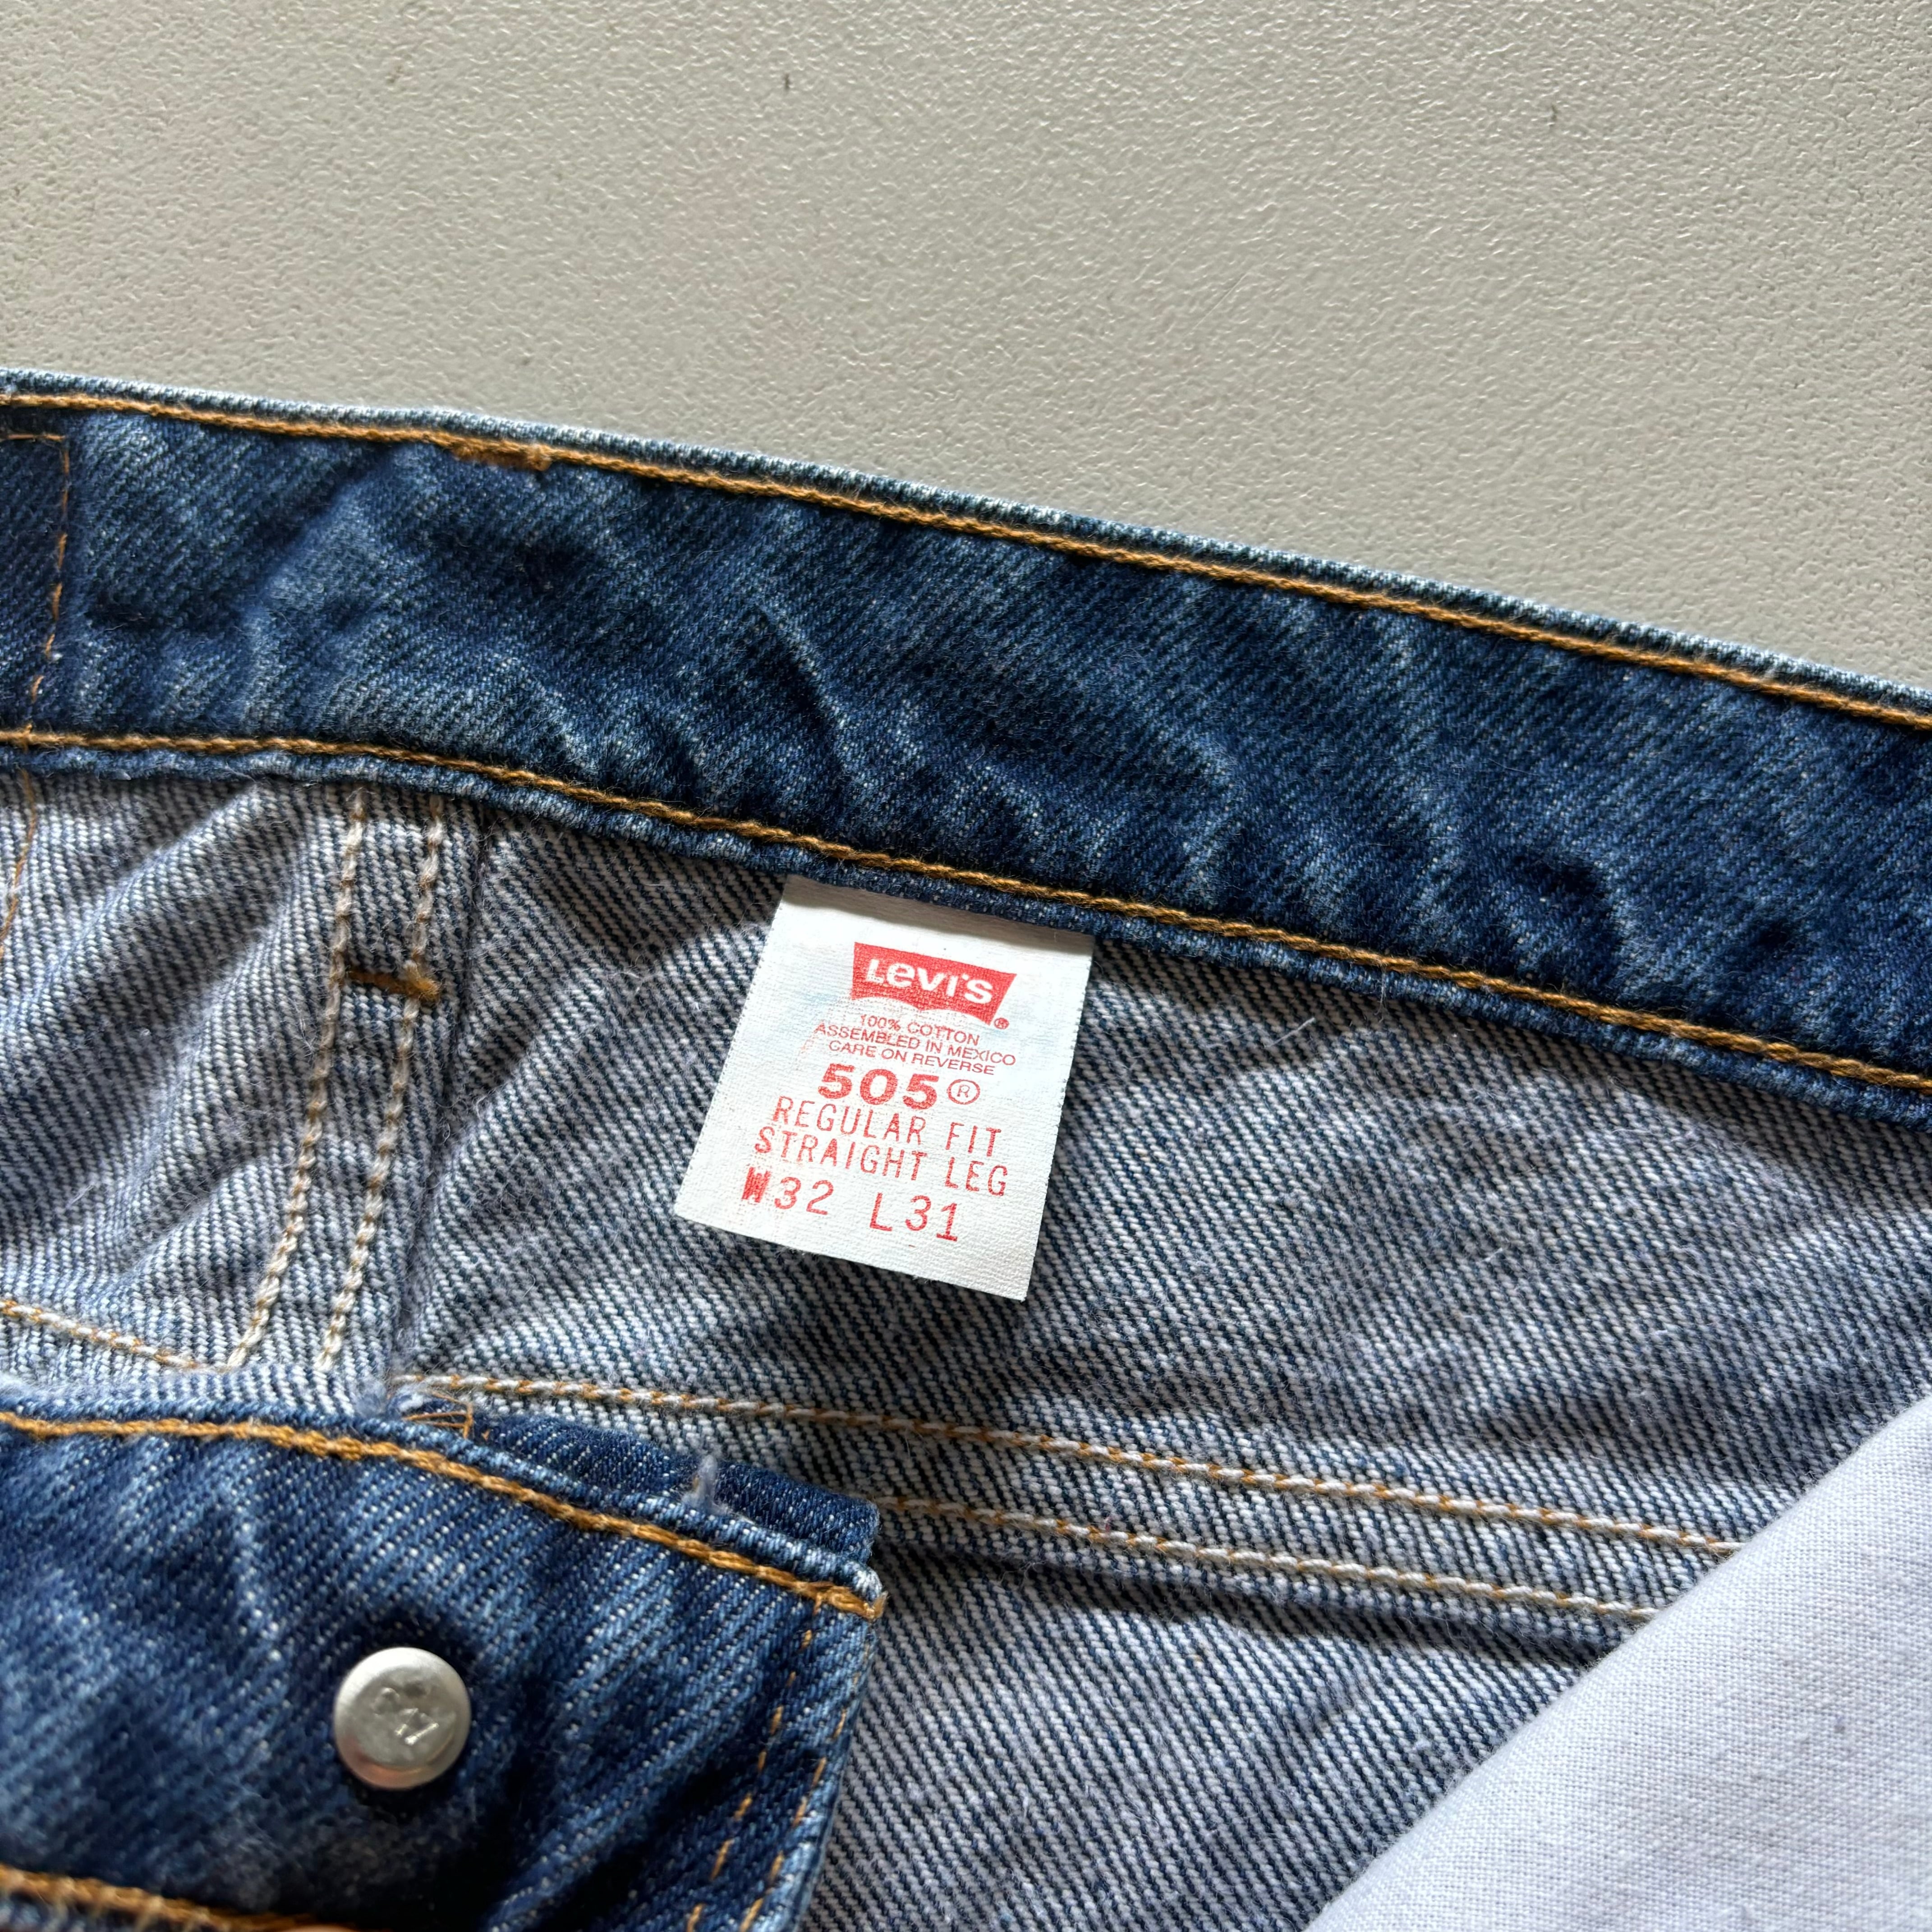 Levi's®
100% COTTON
ASSEMBLED IN MEXICO
CARE ON REVERSE
505®
REGULAR FIT
STRAIGHT LEG
W32 L31